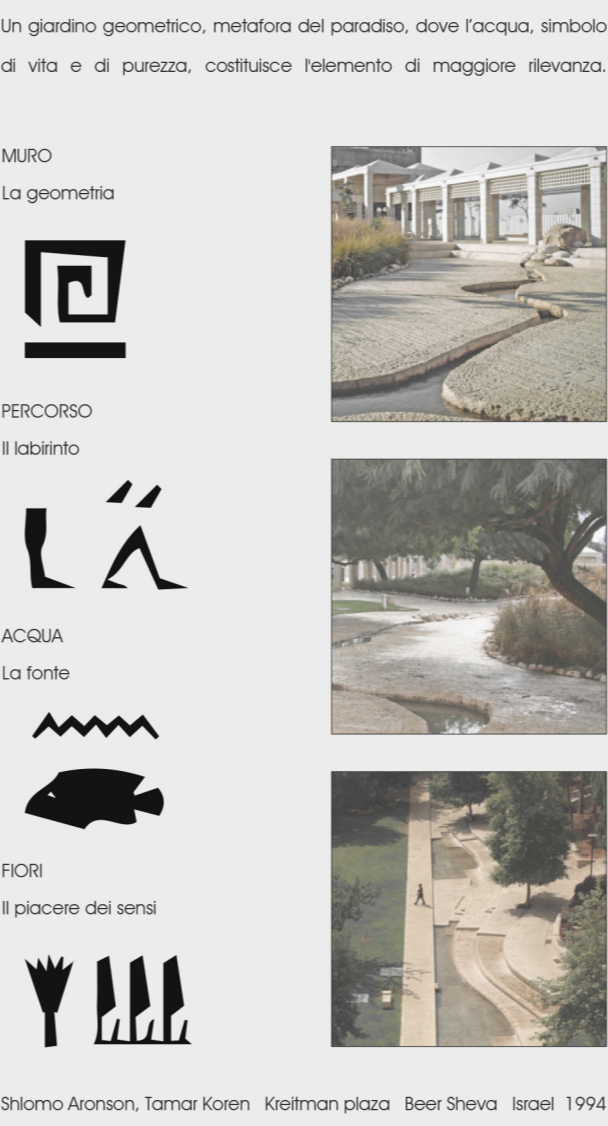 Un giardino geometrico, metafora del paradiso, dove l’acqua, simbolo
di vita e di purezza, costituisce l'elemento di maggiore rilevanza.
MURO
La geometria
PERCORSO
Il labirinto
ACQUA
La fonte
FIORI
Il piacere dei sensi
Shlomo Aronson, Tamar Koren Kreitman plaza Beer Sheva Israel 1994